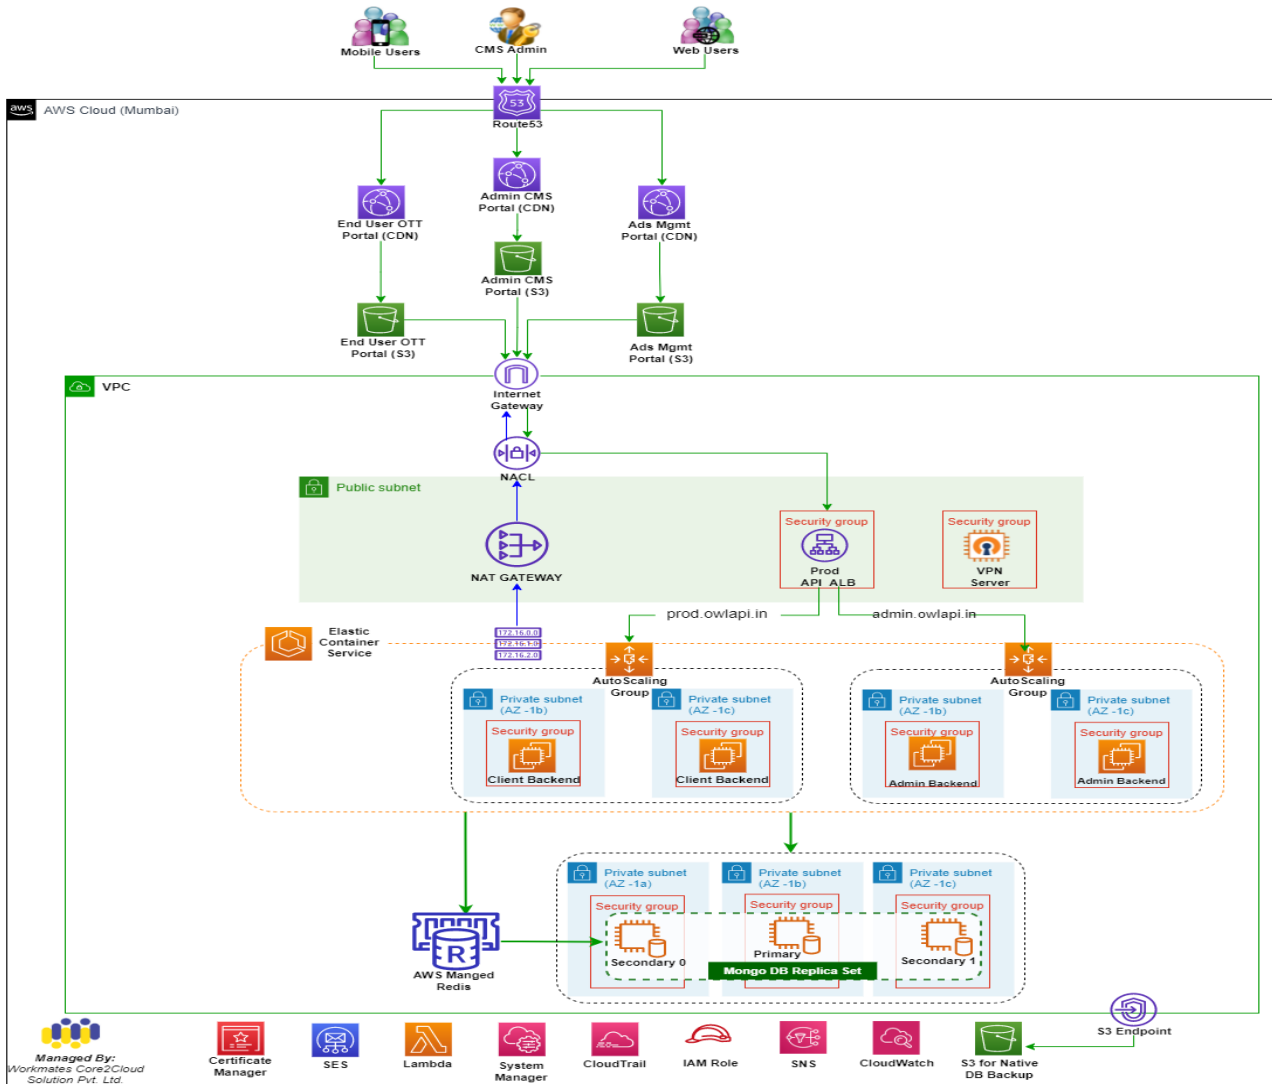 Mobile Users
CMS Admin
Web Users
aws
AWS Cloud (Mumbai)
53
Route53
End User OTT
Portal (CDN)
Admin CMS
Portal (CDN)
Ads Mgmt
Portal (CDN)
Admin CMS
Portal (S3)
End User OTT
Portal (S3)
Ads Mgmt
Portal (S3)
VPC
Internet
Gateway
NACL
Public subnet
NAT GATEWAY
Security group
Prod
API_ALB
Security group
VPN
Server
prod.owlapi.in
admin.owlapi.in
Elastic
Container
Service
172.16.0.0
172.16.1.0
172.16.2.0
AutoScaling
Group
AutoScaling
Group
Private subnet
(AZ -1b)
Security group
Client Backend
Private subnet
(AZ -1c)
Security group
Client Backend
Private subnet
(AZ -1b)
Security group
Admin Backend
Private subnet
(AZ -1c)
Security group
Admin Backend
Private subnet
(AZ -1a)
Security group
Secondary 0
Private subnet
(AZ -1b)
Security group
Primary
Private subnet
(AZ -1c)
Security group
Secondary 1
Mongo DB Replica Set
R
AWS Manged
Redis
S3 Endpoint
Managed By:
Workmates Core2Cloud
Solution Pvt. Ltd.
Certificate
Manager
SES
Lambda
System
Manager
CloudTrail
IAM Role
SNS
CloudWatch
S3 for Native
DB Backup